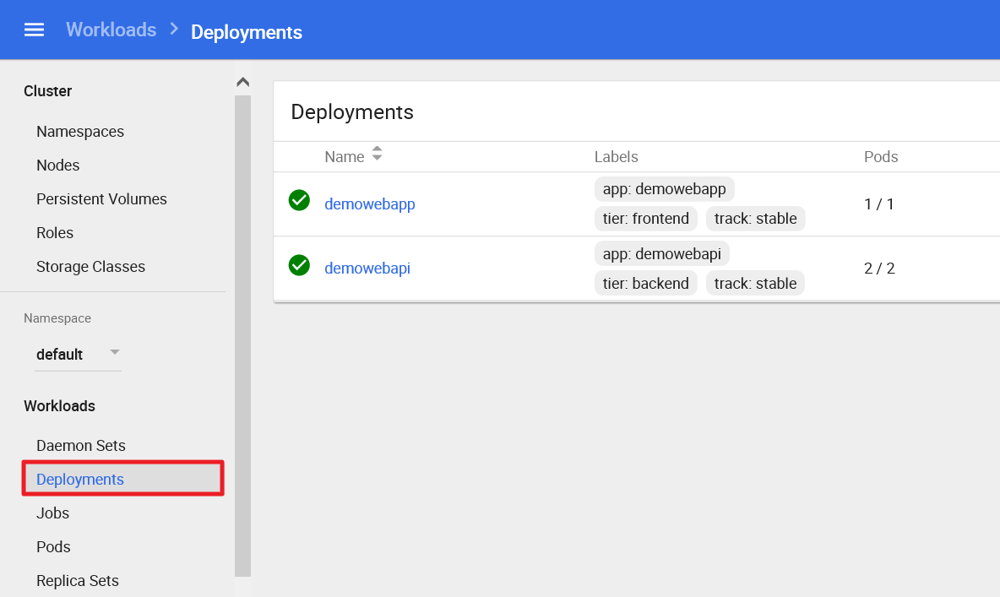 Workloads > Deployments
Cluster
Namespaces
Nodes
Persistent Volumes
Roles
Storage Classes
Namespace
default
Workloads
Daemon Sets
Deployments
Jobs
Pods
Replica Sets
Deployments
Name Labels Pods
demowebapp app: demowebapp 1 / 1
tier: frontend track: stable
demowebapi app: demowebapi 2 / 2
tier: backend track: stable